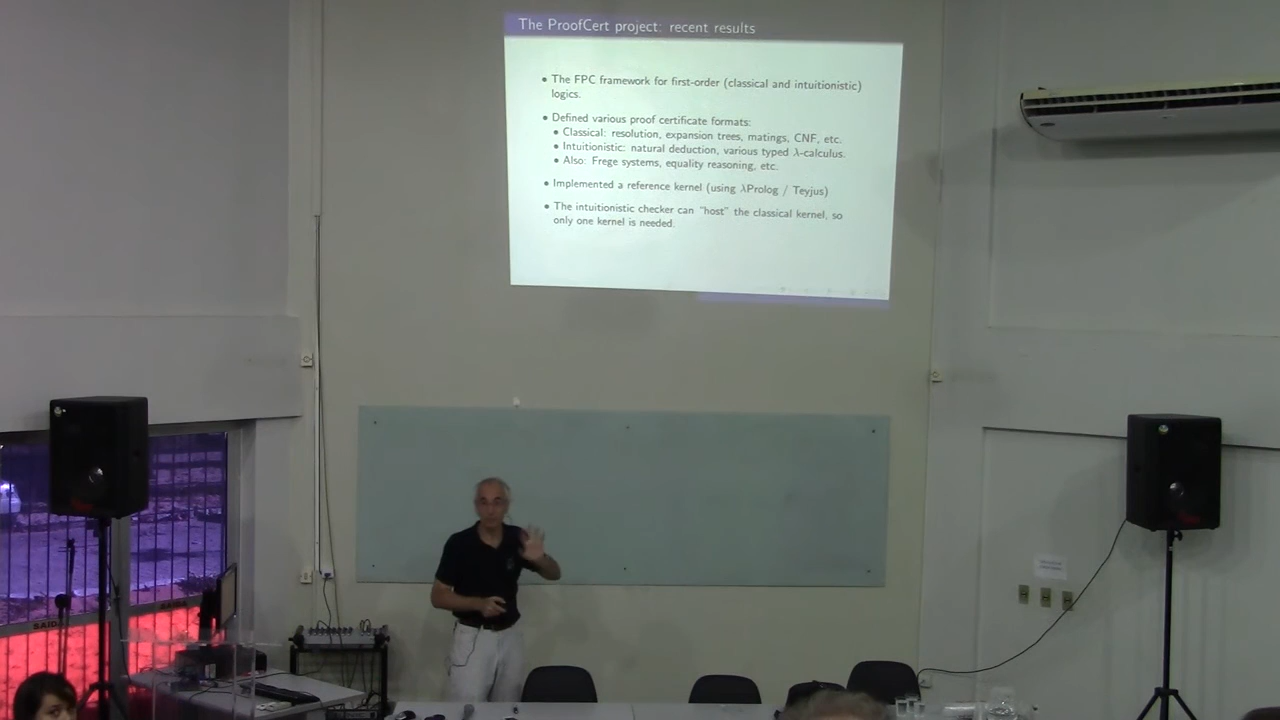 The ProofCert project: recent results
• The FPC framework for first-order (classical and intuitionistic)
logics.
• Defined various proof certificate formats:
• Classical: resolution, expansion trees, matings, CNF, etc.
• Intuitionistic: natural deduction, various typed λ-calculus.
• Also: Frege systems, equality reasoning, etc.
• Implemented a reference kernel (using λProlog / Teyjus)
• The intuitionistic checker can "host" the classical kernel, so
only one kernel is needed.
SAIDA